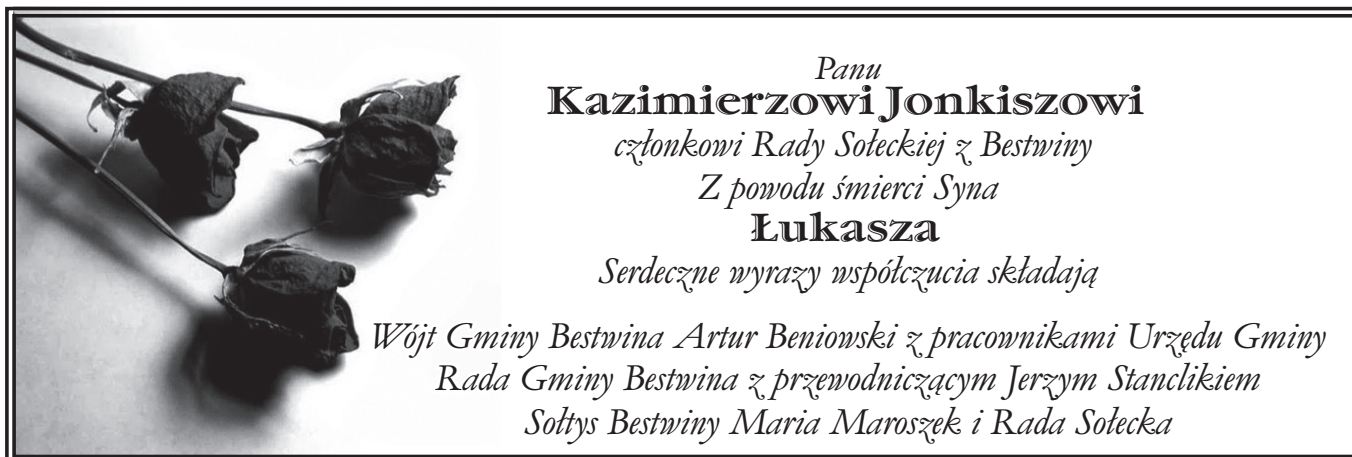 Panu
Kazimierzowi Jonkiszowi
członkowi Rady Sołeckiej z Bestwiny
Z powodu śmierci Syna
Łukasza
Serdeczne wyrazy współczucia składają
Wójt Gminy Bestwina Artur Beniowski z pracownikami Urzędu Gminy
Rada Gminy Bestwina z przewodniczącym Jerzym Stanclikiem
Sołtys Bestwiny Maria Maroszek i Rada Sołecka